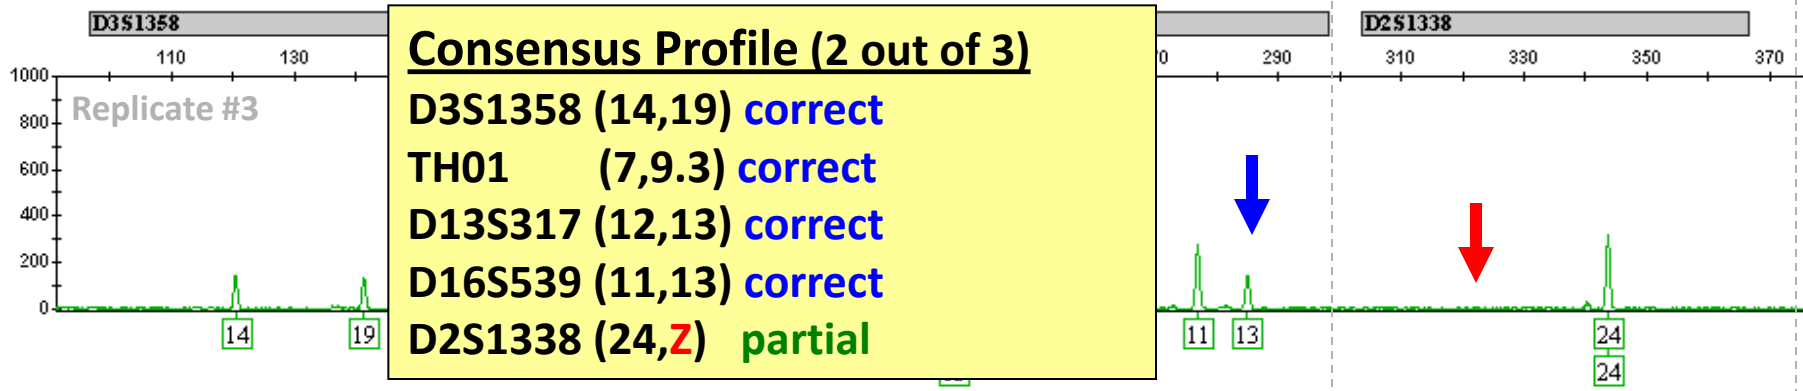 D3S1358
D2S1338
110 130 290 310 330 350 370
1000
800
600
400
200
0
Replicate #3
Consensus Profile (2 out of 3)
D3S1358 (14,19) correct
TH01 (7,9.3) correct
D13S317 (12,13) correct
D16S539 (11,13) correct
D2S1338 (24,Z) partial
14 19 11 13 24
24